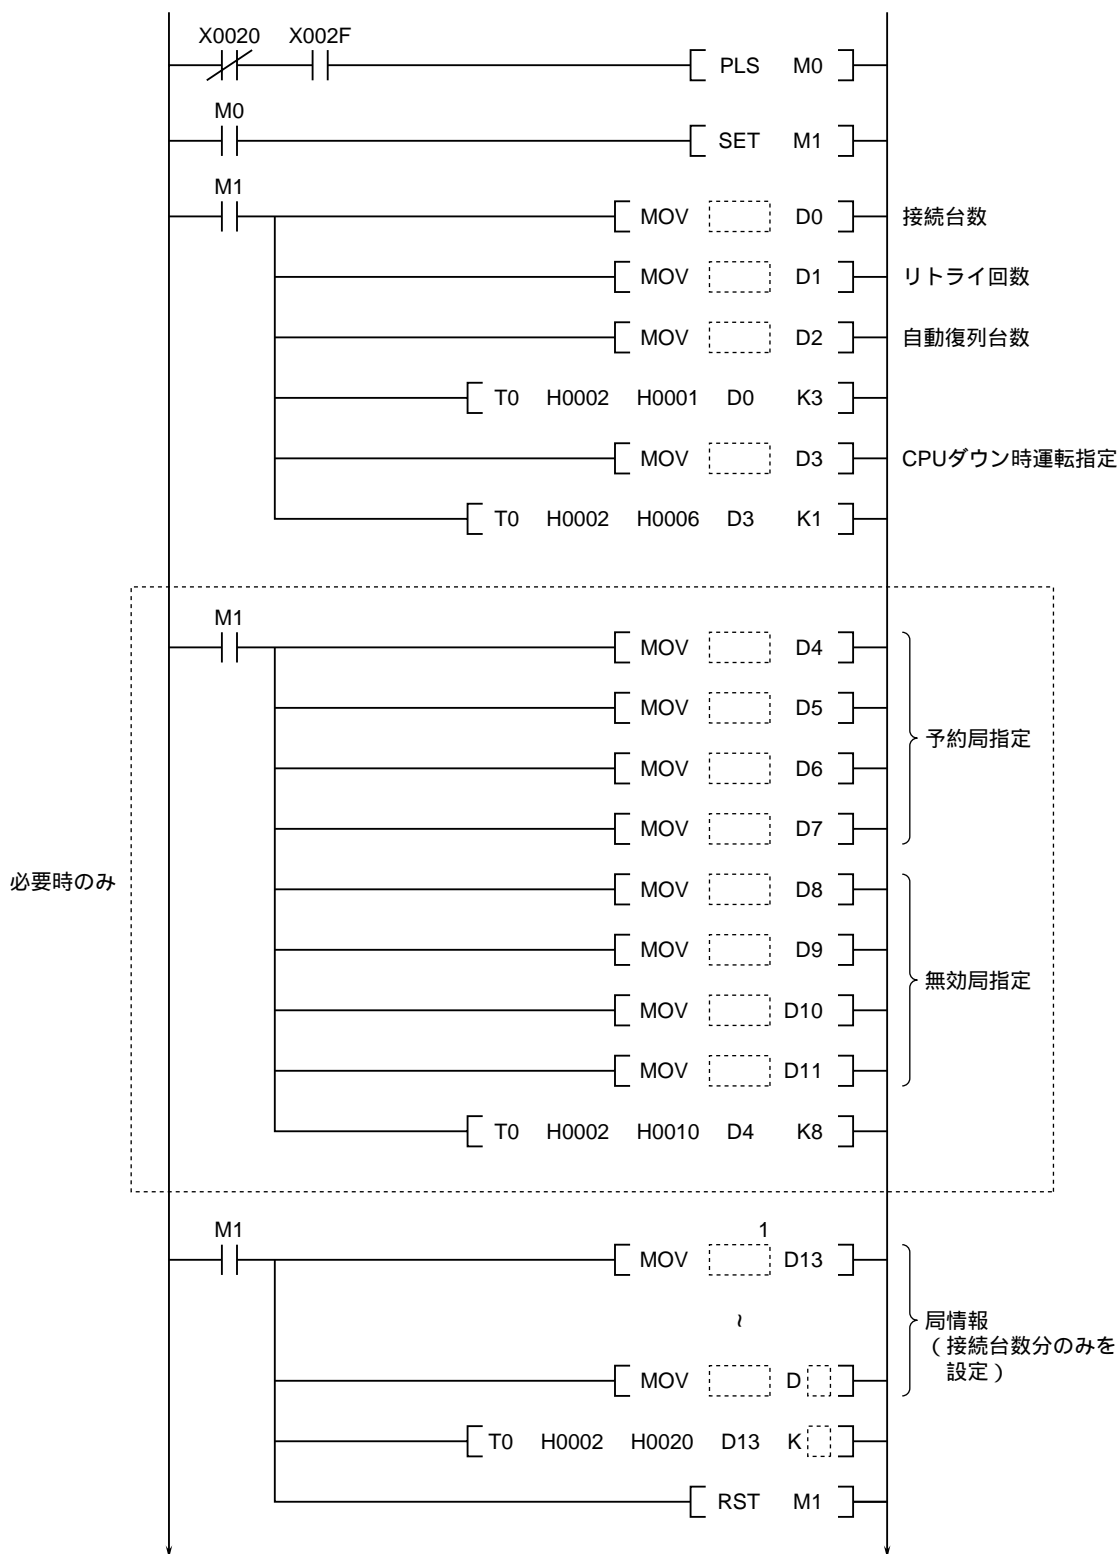 X0020 X002F
PLS M0
M0
SET M1
M1
MOV D0 接続台数
MOV D1 リトライ回数
MOV D2 自動復列台数
T0 H0002 H0001 D0 K3
MOV D3 CPUダウン時運転指定
T0 H0002 H0006 D3 K1
M1
MOV D4
MOV D5
予約局指定
MOV D6
MOV D7
必要時のみ
MOV D8
MOV D9
無効局指定
MOV D10
MOV D11
T0 H0002 H0010 D4 K8
M1
1
MOV D13
~
局情報
(接続台数分のみを
設定)
MOV D
T0 H0002 H0020 D13 K
RST M1